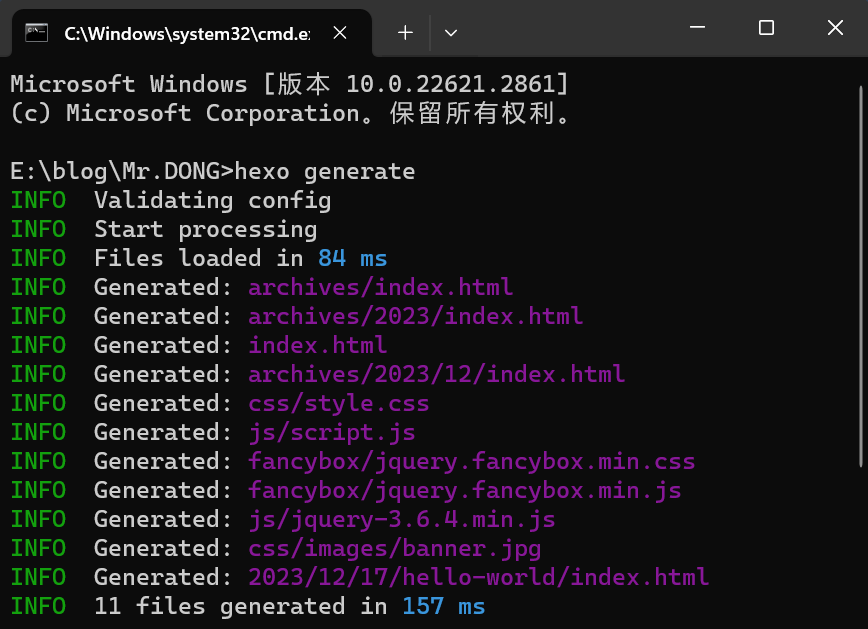 C:\Windows\system32\cmd.e
Microsoft Windows [版本 10.0.22621.2861]
(c) Microsoft Corporation。保留所有权利。
E:\blog\Mr.DONG>hexo generate
INFO  Validating config
INFO  Start processing
INFO  Files loaded in 84 ms
INFO  Generated: archives/index.html
INFO  Generated: archives/2023/index.html
INFO  Generated: index.html
INFO  Generated: archives/2023/12/index.html
INFO  Generated: css/style.css
INFO  Generated: js/script.js
INFO  Generated: fancybox/jquery.fancybox.min.css
INFO  Generated: fancybox/jquery.fancybox.min.js
INFO  Generated: js/jquery-3.6.4.min.js
INFO  Generated: css/images/banner.jpg
INFO  Generated: 2023/12/17/hello-world/index.html
INFO  11 files generated in 157 ms